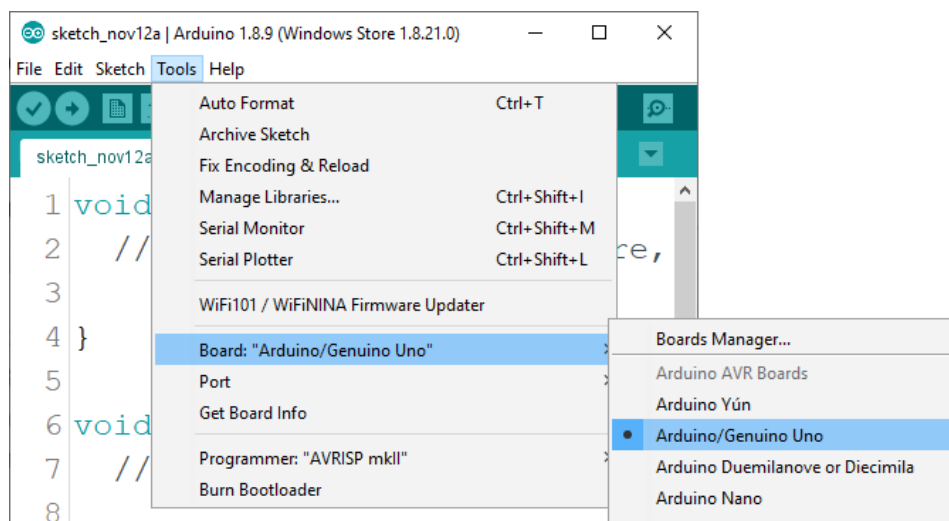 sketch_nov12a | Arduino 1.8.9 (Windows Store 1.8.21.0)
File Edit Sketch Tools Help
sketch_nov12a
Auto Format Ctrl+T
Archive Sketch
Fix Encoding & Reload
Manage Libraries... Ctrl+Shift+I
Serial Monitor Ctrl+Shift+M
Serial Plotter Ctrl+Shift+L
WiFi101 / WiFiNINA Firmware Updater
Board: "Arduino/Genuino Uno"
Port
Get Board Info
Programmer: "AVRISP mkII"
Burn Bootloader
Boards Manager...
Arduino AVR Boards
Arduino Yún
Arduino/Genuino Uno
Arduino Duemilanove or Diecimila
Arduino Nano
1 void
2 // re,
3
4 }
5
6 void
7 //
8